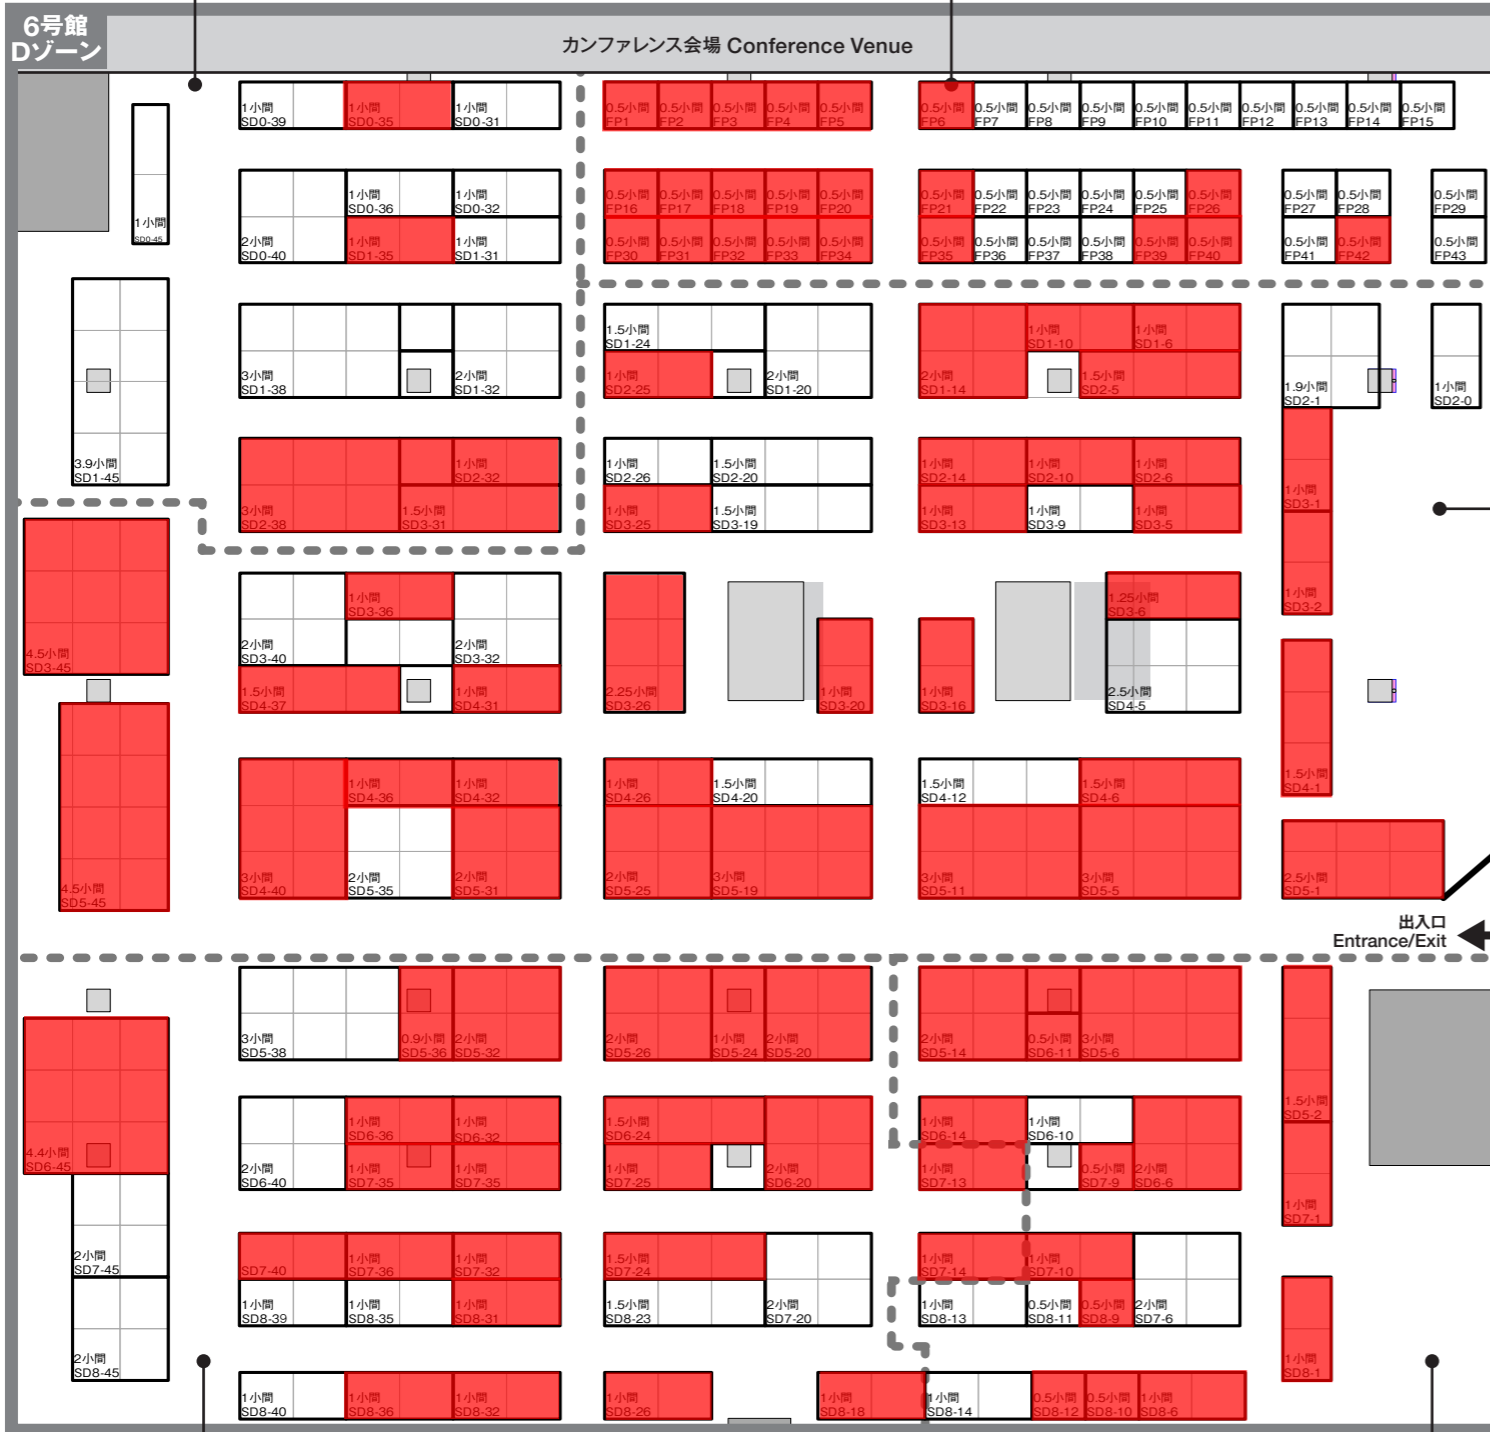 6号館
Dゾーン
カンファレンス会場 Conference Venue
1小間
SD0-39
1小間
SD0-35
1小間
SD0-31
0.5小間
FP1
0.5小間
FP2
0.5小間
FP3
0.5小間
FP4
0.5小間
FP5
0.5小間
FP6
0.5小間
FP7
0.5小間
FP8
0.5小間
FP9
0.5小間
FP10
0.5小間
FP11
0.5小間
FP12
0.5小間
FP13
0.5小間
FP14
0.5小間
FP15
1小間
SD0-45
2小間
SD0-40
1小間
SD0-36
1小間
SD0-32
1小間
SD1-35
1小間
SD1-31
0.5小間
FP16
0.5小間
FP17
0.5小間
FP18
0.5小間
FP19
0.5小間
FP20
0.5小間
FP21
0.5小間
FP22
0.5小間
FP23
0.5小間
FP24
0.5小間
FP25
0.5小間
FP26
0.5小間
FP27
0.5小間
FP28
0.5小間
FP29
0.5小間
FP30
0.5小間
FP31
0.5小間
FP32
0.5小間
FP33
0.5小間
FP34
0.5小間
FP35
0.5小間
FP36
0.5小間
FP37
0.5小間
FP38
0.5小間
FP39
0.5小間
FP40
0.5小間
FP41
0.5小間
FP42
0.5小間
FP43
3.9小間
SD1-45
3小間
SD1-38
2小間
SD1-32
1.5小間
SD1-24
1小間
SD2-25
2小間
SD1-20
2小間
SD1-14
1小間
SD1-10
1小間
SD1-6
1.5小間
SD2-5
1.9小間
SD2-1
1小間
SD2-0
3小間
SD2-38
1小間
SD2-32
1.5小間
SD3-31
1小間
SD2-26
1.5小間
SD2-20
1小間
SD3-25
1.5小間
SD3-19
1小間
SD2-14
1小間
SD2-10
1小間
SD2-6
1小間
SD3-13
1小間
SD3-9
1小間
SD3-5
1小間
SD3-1
1小間
SD3-2
4.5小間
SD3-45
2小間
SD3-40
1小間
SD3-36
2小間
SD3-32
1.5小間
SD4-37
1小間
SD4-31
2.25小間
SD3-26
1小間
SD3-20
1小間
SD3-16
1.25小間
SD3-6
2.5小間
SD4-5
1.5小間
SD4-1
4.5小間
SD5-45
3小間
SD4-40
1小間
SD4-36
1小間
SD4-32
2小間
SD5-35
2小間
SD5-31
1小間
SD4-26
1.5小間
SD4-20
2小間
SD5-25
3小間
SD5-19
1.5小間
SD4-12
1.5小間
SD4-6
3小間
SD5-11
3小間
SD5-5
2.5小間
SD5-1
出入口
Entrance/Exit
3小間
SD5-38
0.9小間
SD5-36
2小間
SD5-32
2小間
SD5-26
1小間
SD5-24
2小間
SD5-20
2小間
SD5-14
0.5小間
SD6-11
3小間
SD5-6
1.5小間
SD5-2
4.4小間
SD6-45
2小間
SD6-40
1小間
SD6-36
1小間
SD6-32
1小間
SD7-35
1小間
SD7-35
1.5小間
SD6-24
1小間
SD7-25
2小間
SD6-20
1小間
SD6-14
1小間
SD6-10
1小間
SD7-13
0.5小間
SD7-9
2小間
SD6-6
1小間
SD7-1
2小間
SD7-45
SD7-40
1小間
SD7-36
1小間
SD7-32
1小間
SD8-39
1小間
SD8-35
1小間
SD8-31
1.5小間
SD7-24
1.5小間
SD8-23
2小間
SD7-20
1小間
SD7-14
1小間
SD7-10
1小間
SD8-13
0.5小間
SD8-11
0.5小間
SD8-9
2小間
SD7-6
2小間
SD8-45
1小間
SD8-40
1小間
SD8-36
1小間
SD8-32
1小間
SD8-26
1小間
SD8-18
1小間
SD8-14
0.5小間
SD8-12
0.5小間
SD8-10
1小間
SD8-6
1小間
SD8-1